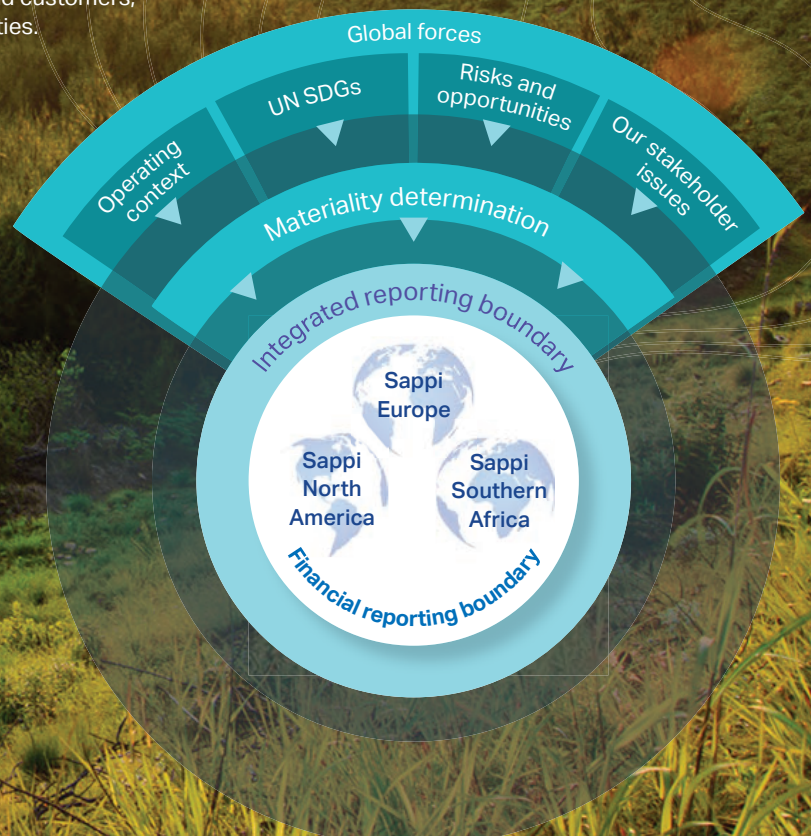 ties.
Global forces
Operating
context
UN SDGs
Risks and
opportunities
Our stakeholder
issues
Materiality determination
Integrated reporting boundary
Sappi
Europe
Sappi
North
America
Sappi
Southern
Africa
Financial reporting boundary